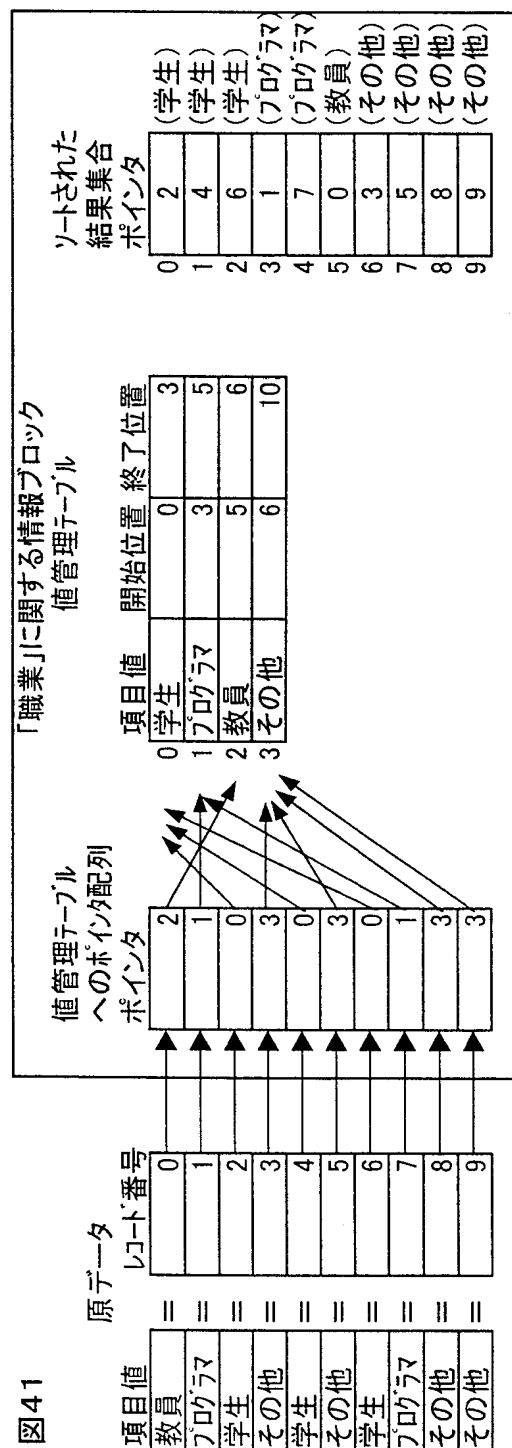 図41
原データ
項目値 レコード番号
教員 = 0
プログラマ = 1
学生 = 2
その他 = 3
学生 = 4
その他 = 5
学生 = 6
プログラマ = 7
その他 = 8
その他 = 9
「職業」に関する情報ブロック
値管理テーブル
へのポインタ配列
ポインタ
2
1
0
3
0
3
0
1
3
3
値管理テーブル
項目値 開始位置 終了位置
0 学生 0 3
1 プログラマ 3 5
2 教員 5 6
3 その他 6 10
ソートされた
結果集合
ポインタ
0 2 (学生)
1 4 (学生)
2 6 (学生)
3 1 (プログラマ)
4 7 (プログラマ)
5 0 (教員)
6 3 (その他)
7 5 (その他)
8 8 (その他)
9 9 (その他)